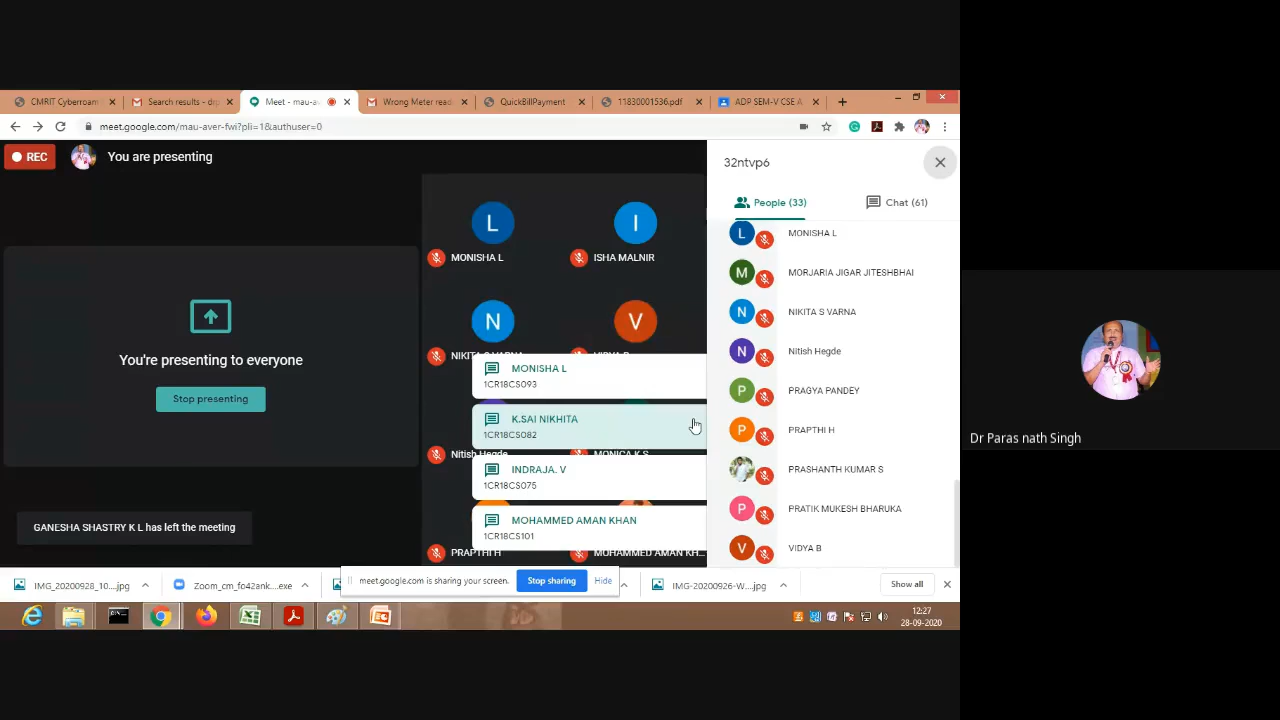 CMRIT Cyberoam
Search results - drp
Meet - mau-a
Wrong Meter read
QuickBillPayment
11830001536.pdf
ADP SEM-V CSE A
meet.google.com/mau-aver-fwi?pli=1&authuser=0
REC
You are presenting
32ntvp6
People (33)
Chat (61)
L
MONISHA L
I
ISHA MALNIR
N
V
You're presenting to everyone
Stop presenting
MONISHA L
1CR18CS093
K.SAI NIKHITA
1CR18CS082
Nitish Hegde
MONICA K S
INDRAJA. V
1CR18CS075
MOHAMMED AMAN KHAN
1CR18CS101
PRAPTHI H
MOHAMMED AMAN KH...
GANESHA SHASTRY K L has left the meeting
L MONISHA L
M MORJARIA JIGAR JITESHBHAI
N NIKITA S VARNA
N Nitish Hegde
P PRAGYA PANDEY
P PRAPTHI H
PRASHANTH KUMAR S
P PRATIK MUKESH BHARUKA
V VIDYA B
Dr Paras nath Singh
IMG_20200928_10....jpg
Zoom_cm_fo42ank....exe
meet.google.com is sharing your screen.
Stop sharing
Hide
IMG-20200926-W....jpg
Show all
12:27
28-09-2020